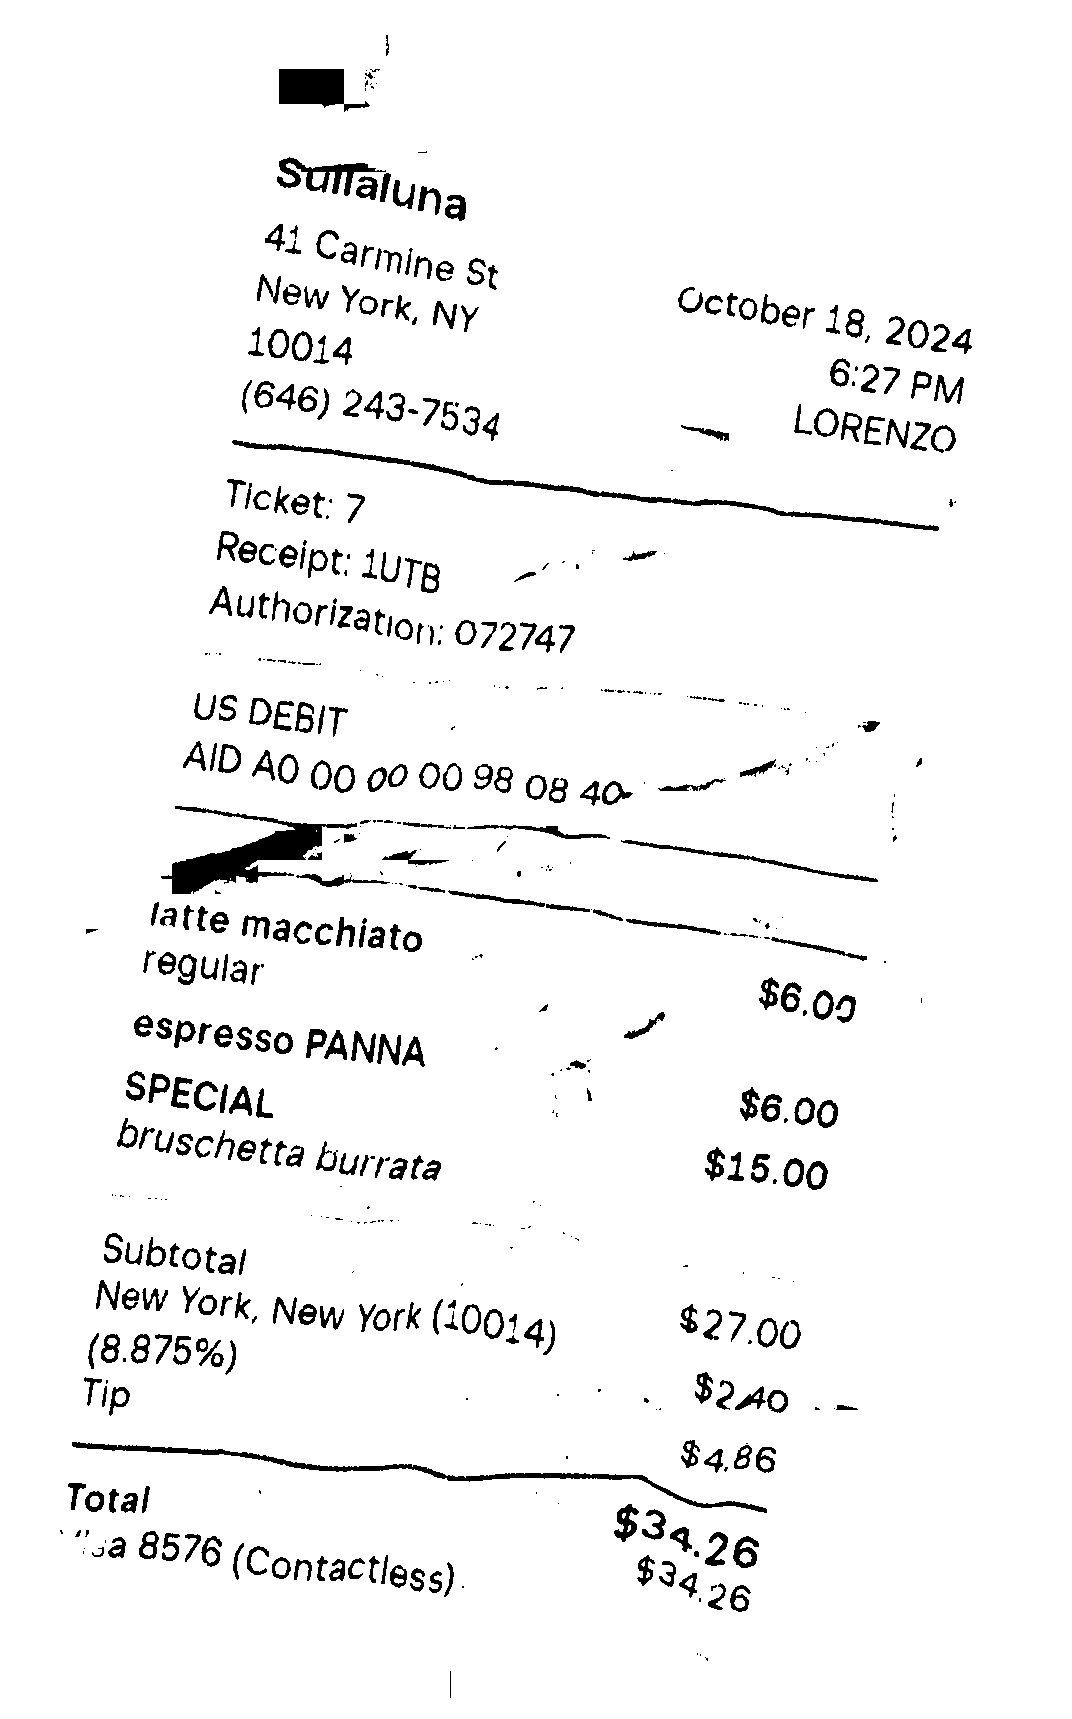 Sullaluna
41 Carmine St
New York, NY
10014
(646) 243-7534
October 18, 2024
6:27 PM
LORENZO
Ticket: 7
Receipt: 1UTB
Authorization: 072747
US DEBIT
AID A0 00 00 00 98 08 40
latte macchiato
regular
$6.00
espresso PANNA
$6.00
SPECIAL
bruschetta burrata
$15.00
Subtotal
$27.00
New York, New York (10014)
(8.875%)
$2.40
Tip
$4.86
Total
$34.26
Visa 8576 (Contactless)
$34.26